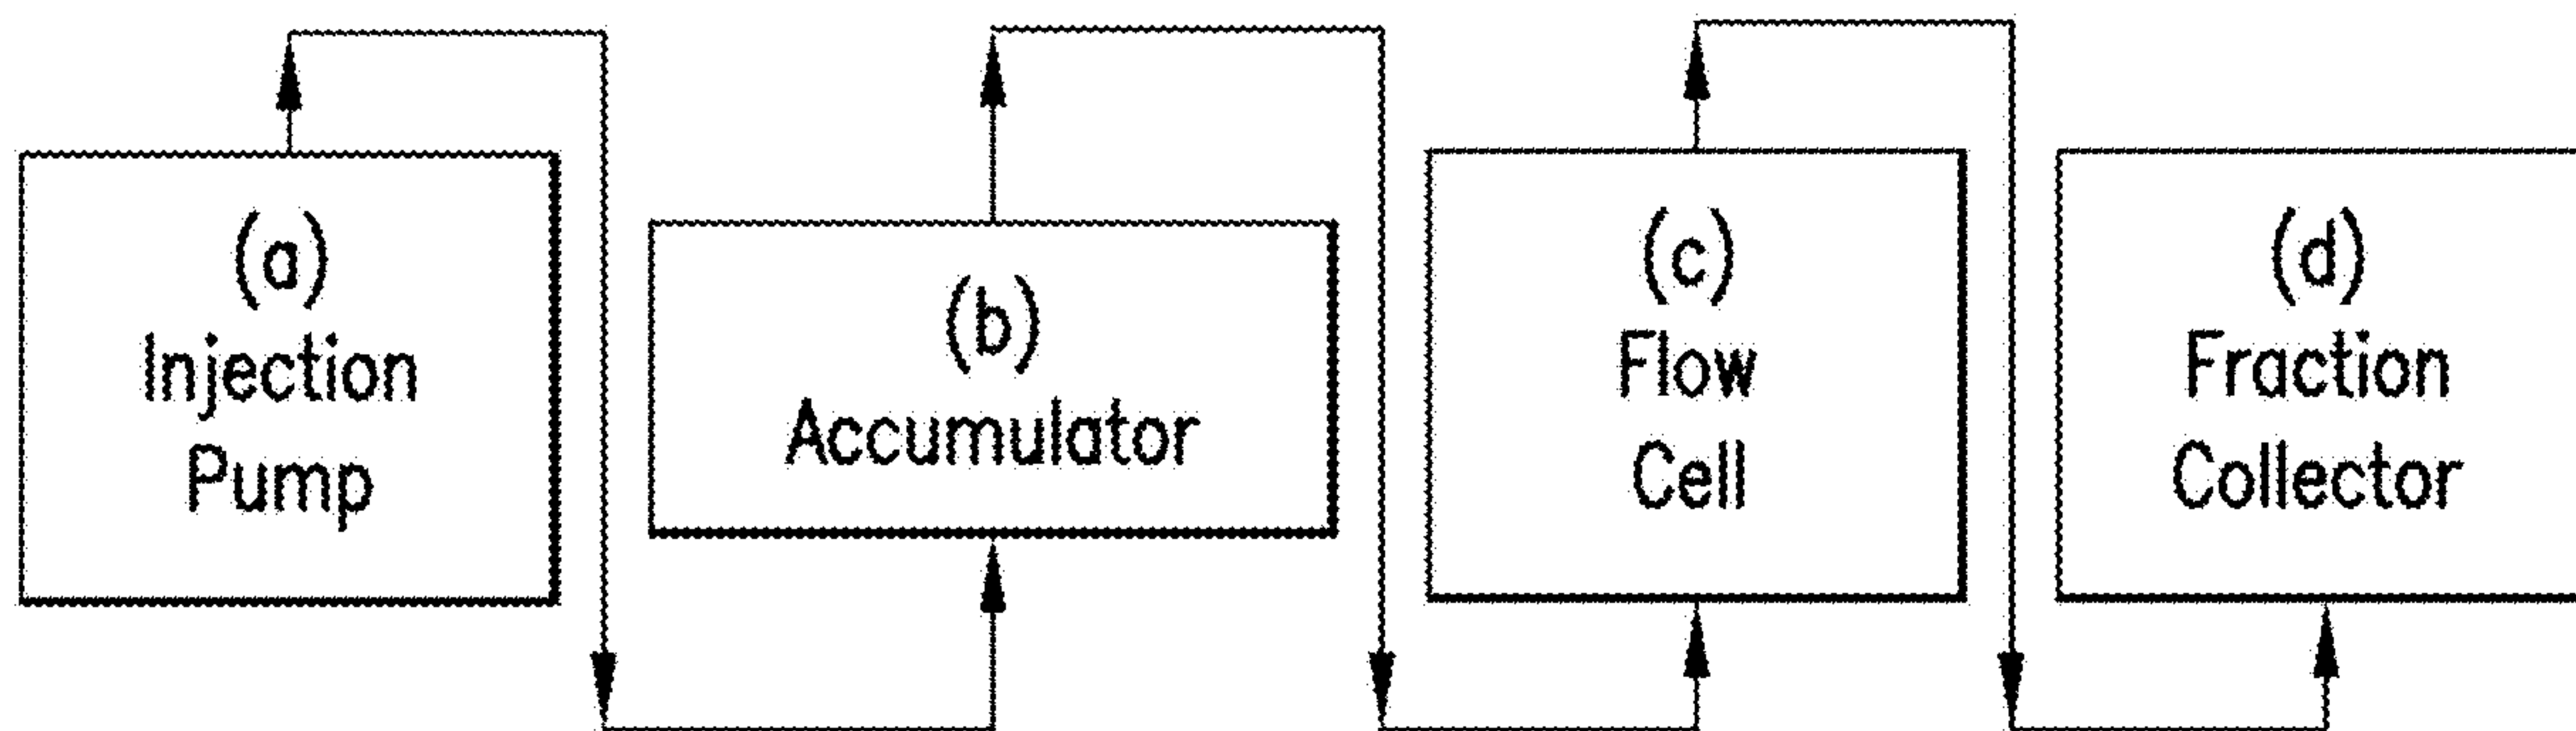 (a)
Injection
Pump
(b)
Accumulator
(c)
Flow
Cell
(d)
Fraction
Collector